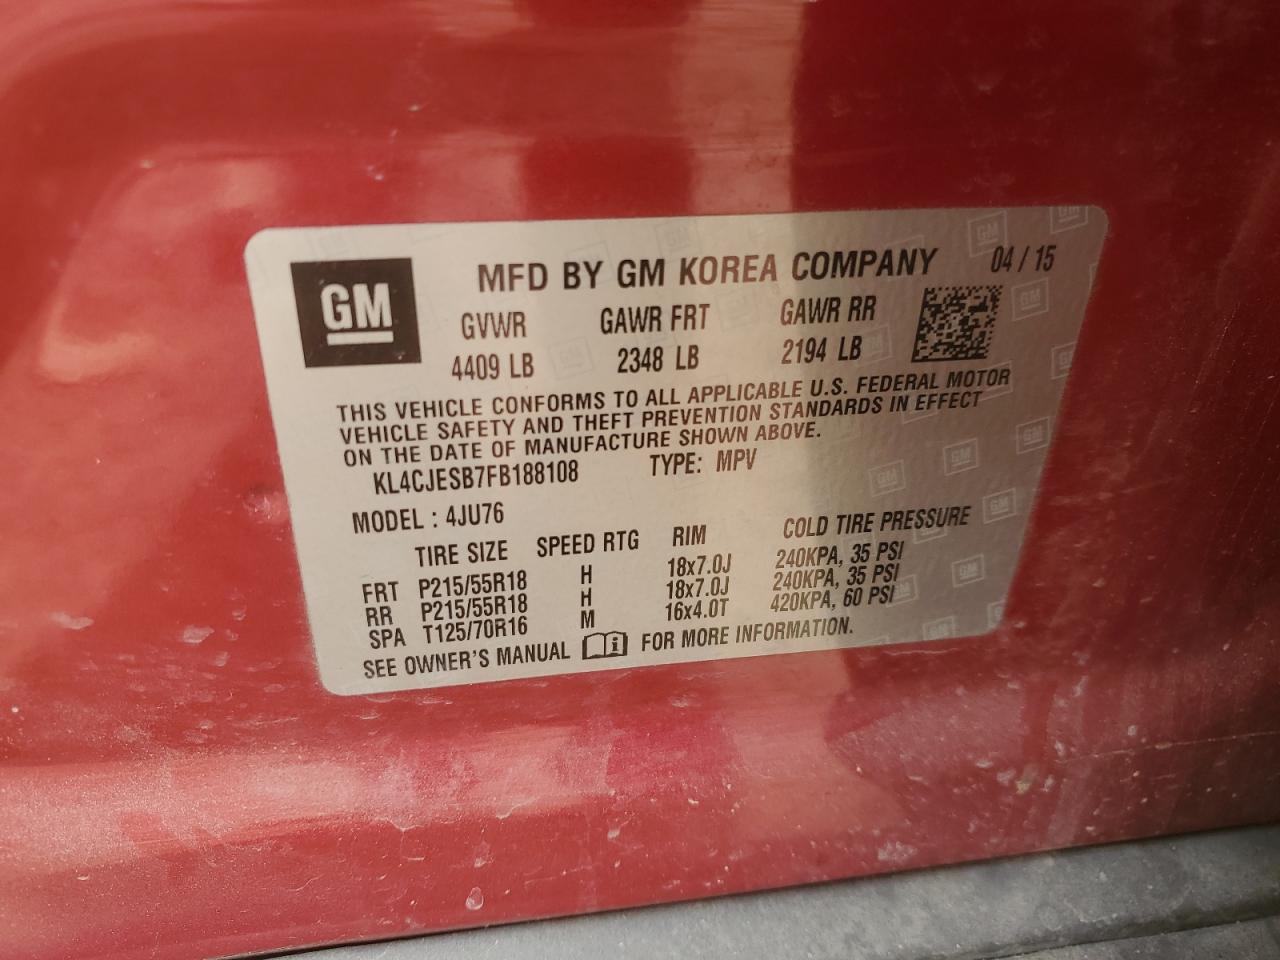 GM
MFD BY GM KOREA COMPANY 04 / 15
GVWR GAWR FRT GAWR RR
4409 LB 2348 LB 2194 LB
THIS VEHICLE CONFORMS TO ALL APPLICABLE U.S. FEDERAL MOTOR
VEHICLE SAFETY AND THEFT PREVENTION STANDARDS IN EFFECT
ON THE DATE OF MANUFACTURE SHOWN ABOVE.
KL4CJESB7FB188108 TYPE: MPV
MODEL : 4JU76
TIRE SIZE SPEED RTG RIM COLD TIRE PRESSURE
FRT P215/55R18 H 18x7.0J 240KPA, 35 PSI
RR P215/55R18 H 18x7.0J 240KPA, 35 PSI
SPA T125/70R16 M 16x4.0T 420KPA, 60 PSI
SEE OWNER'S MANUAL FOR MORE INFORMATION.